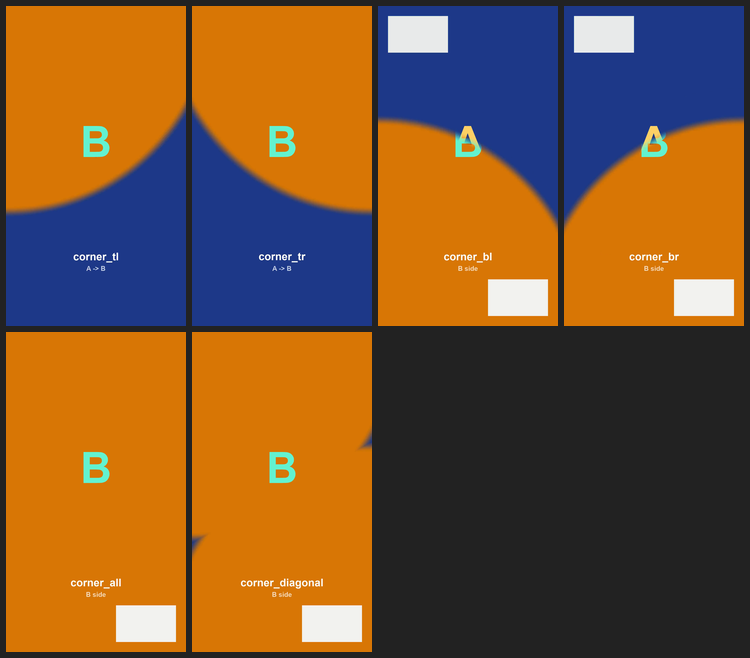 B
corner_tl
A -> B
B
corner_tr
A -> B
A
B
corner_bl
B side
A
B
corner_br
B side
B
corner_all
B side
B
corner_diagonal
B side